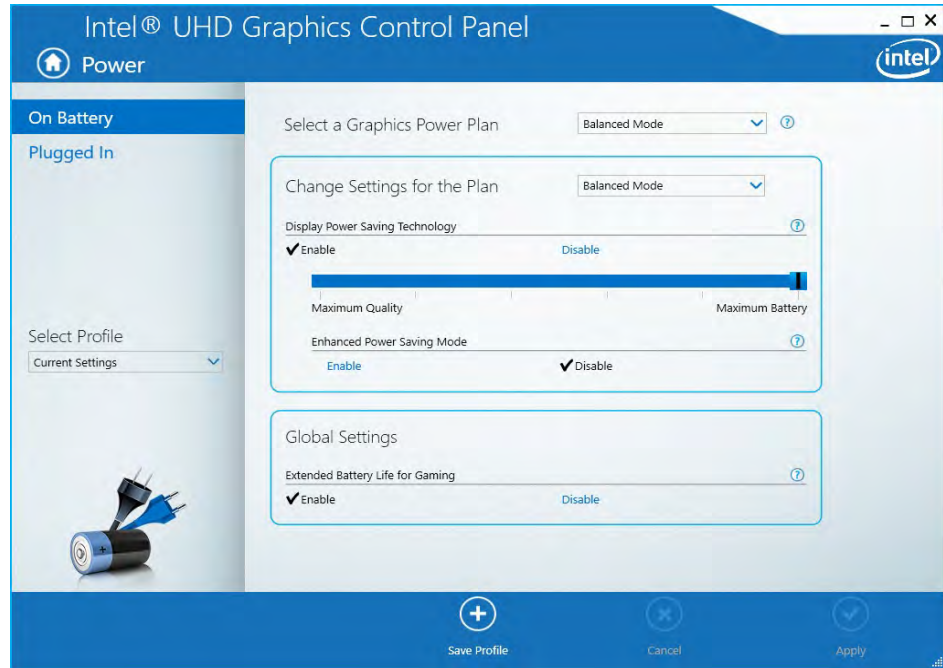 Intel® UHD Graphics Control Panel
Power
intel
On Battery
Plugged In
Select Profile
Current Settings
Select a Graphics Power Plan Balanced Mode ?
Change Settings for the Plan Balanced Mode
Display Power Saving Technology ?
Enable Disable
Maximum Quality Maximum Battery
Enhanced Power Saving Mode ?
Enable Disable
Global Settings
Extended Battery Life for Gaming ?
Enable Disable
Save Profile Cancel Apply